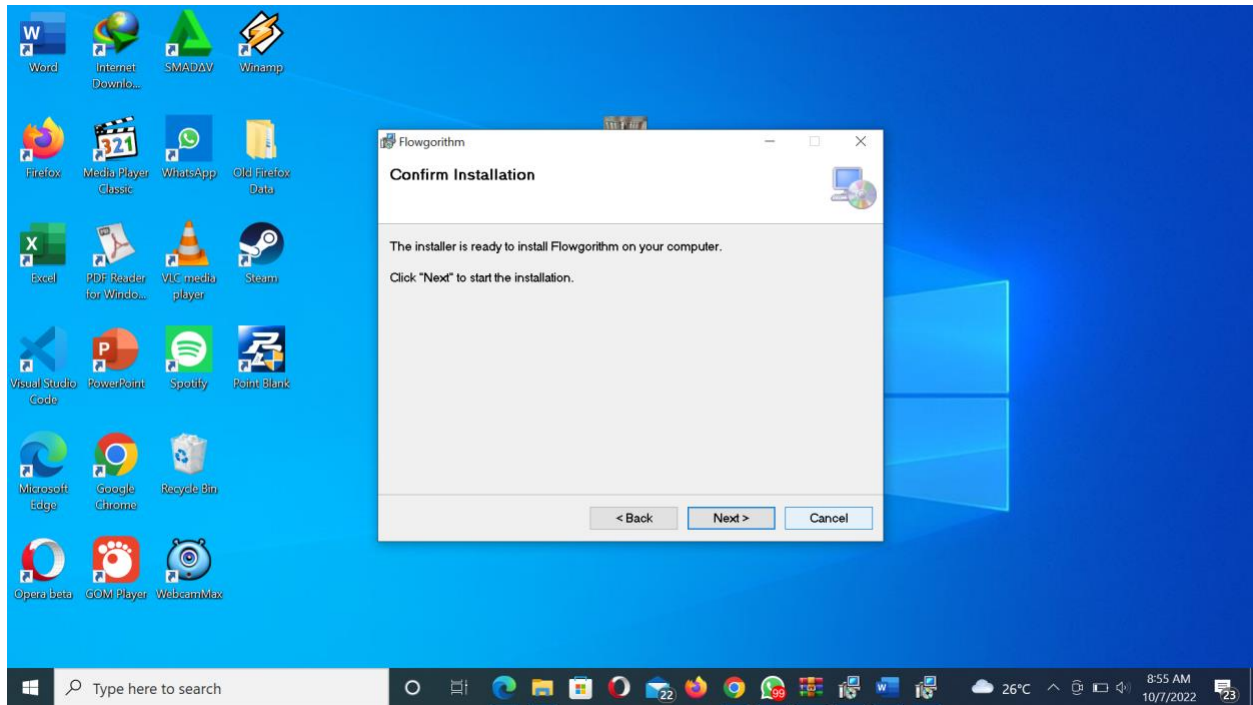 W
Word
Internet
Downlo...
SMADAV
Winamp
Firefox
321
Media Player
Classic
WhatsApp
Old Firefox
Data
X
Excel
PDF Reader
for Windo...
VLC media
player
Steam
Visual Studio
Code
P
PowerPoint
Spotify
Point Blank
Microsoft
Edge
Google
Chrome
Recycle Bin
Opera beta
GOM Player
WebcamMax
Flowgorithm
Confirm Installation
The installer is ready to install Flowgorithm on your computer.
Click "Next" to start the installation.
< Back
Next >
Cancel
Type here to search
22
99
W
26°C
8:55 AM
10/7/2022
23